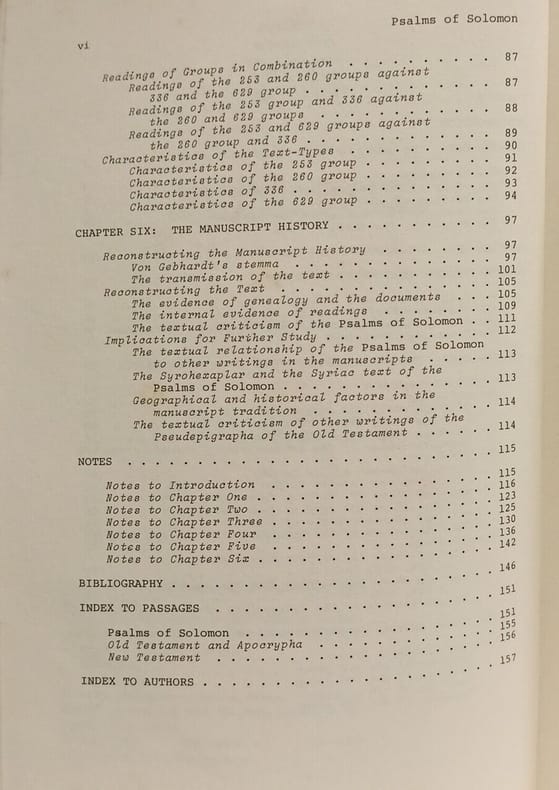 Psalms of Solomon
vi
Readings of Groups in Combination . . . . . . . . . . 87
Readings of the 253 and 260 groups against
336 and the 629 group . . . . . . . . . . . . 87
Readings of the 253 group and 336 against
the 260 and 629 groups . . . . . . . . . . . 88
Readings of the 253 and 629 groups against
the 260 group and 336 . . . . . . . . . . . . 89
Characteristics of the Text-Types . . . . . . . . . 90
Characteristics of the 253 group . . . . . . . . 91
Characteristics of the 260 group . . . . . . . . 92
Characteristics of 336 . . . . . . . . . . . . 93
Characteristics of the 629 group . . . . . . . . 94
CHAPTER SIX: THE MANUSCRIPT HISTORY . . . . . . . . . . 97
Reconstructing the Manuscript History . . . . . . . 97
Von Gebhardt's stemma . . . . . . . . . . . . 97
The transmission of the text . . . . . . . . . . 101
Reconstructing the Text . . . . . . . . . . . . . 105
The evidence of genealogy and the documents . . . 105
The internal evidence of readings . . . . . . . 109
The textual criticism of the Psalms of Solomon . . 111
Implications for Further Study . . . . . . . . . . 112
The textual relationship of the Psalms of Solomon
to other writings in the manuscripts . . . . . 113
The Syrohexaplar and the Syriac text of the
Psalms of Solomon . . . . . . . . . . . . . 113
Geographical and historical factors in the
manuscript tradition . . . . . . . . . . . . 114
The textual criticism of other writings of the
Pseudepigrapha of the Old Testament . . . . . 114
NOTES . . . . . . . . . . . . . . . . . . . . . . . 115
Notes to Introduction . . . . . . . . . . . . . . 115
Notes to Chapter One . . . . . . . . . . . . . . . 116
Notes to Chapter Two . . . . . . . . . . . . . . . 123
Notes to Chapter Three . . . . . . . . . . . . . . 125
Notes to Chapter Four . . . . . . . . . . . . . . 130
Notes to Chapter Five . . . . . . . . . . . . . . 136
Notes to Chapter Six . . . . . . . . . . . . . . . 142
BIBLIOGRAPHY . . . . . . . . . . . . . . . . . . . . 146
INDEX TO PASSAGES . . . . . . . . . . . . . . . . . 151
Psalms of Solomon . . . . . . . . . . . . . . . . 151
Old Testament and Apocrypha . . . . . . . . . . . 155
New Testament . . . . . . . . . . . . . . . . . . 156
INDEX TO AUTHORS . . . . . . . . . . . . . . . . . . 157